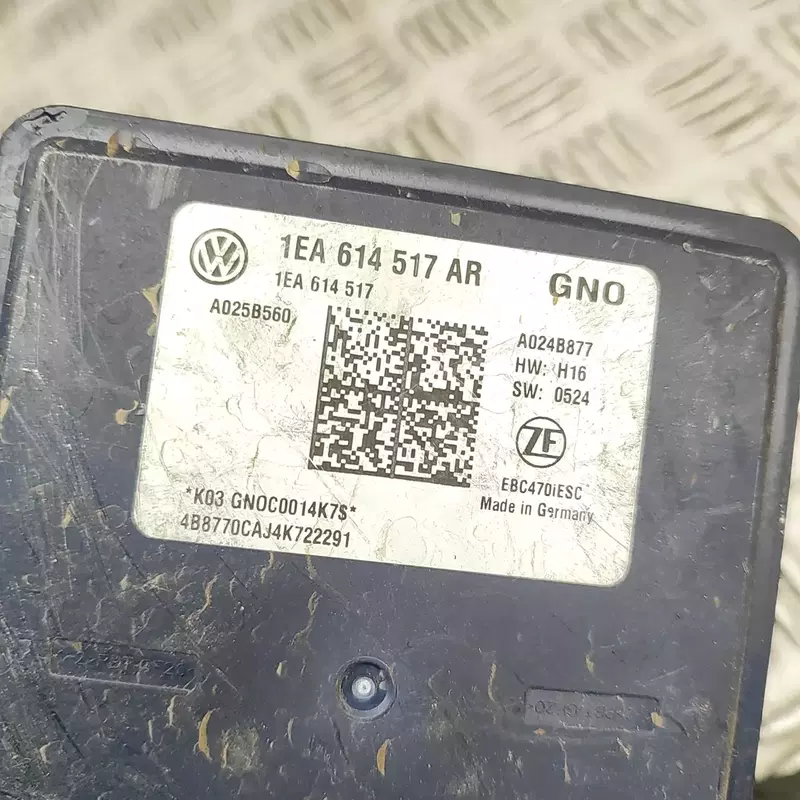 1EA 614 517 AR
GNO
1EA 614 517
A025B560
A024B877
HW: H16
SW: 0524
ZF
EBC470iESC
Made in Germany
*K03 GNOC0014K7$*
4B8770CAJ4K722291